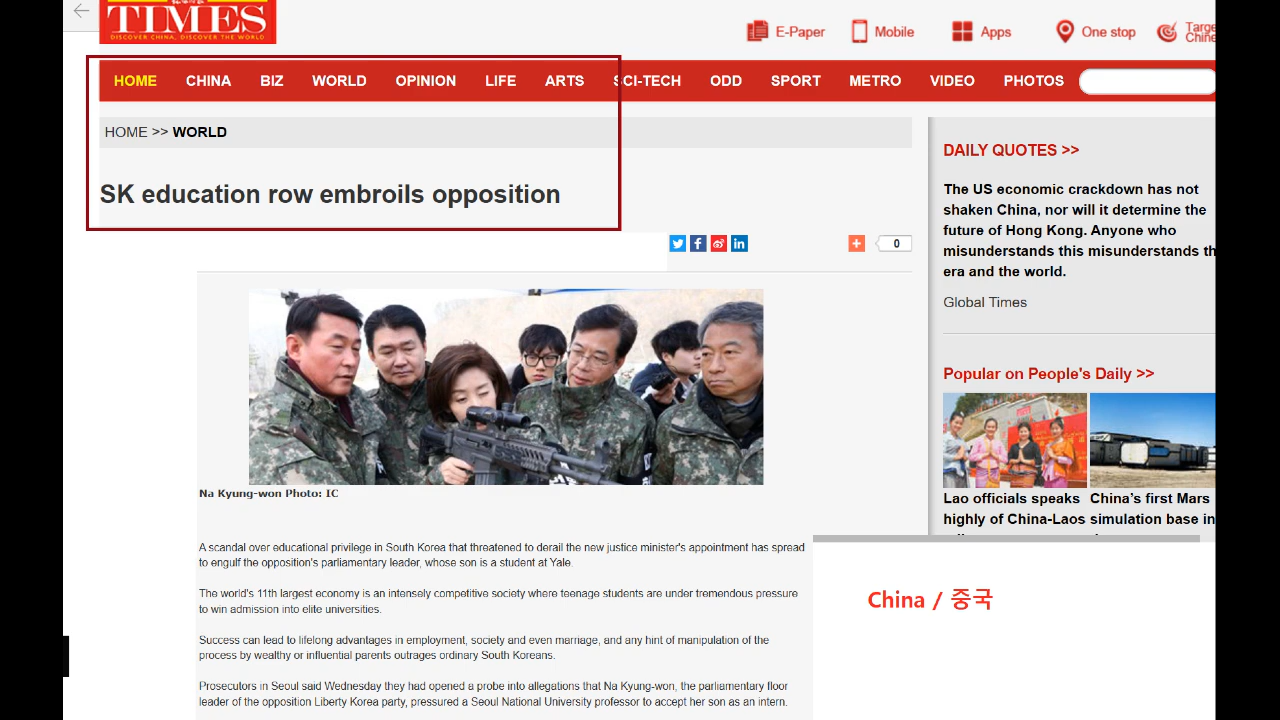 TIMES
DISCOVER CHINA, DISCOVER THE WORLD
E-Paper
Mobile
Apps
One stop
HOME CHINA BIZ WORLD OPINION LIFE ARTS SCI-TECH ODD SPORT METRO VIDEO PHOTOS
HOME >> WORLD
SK education row embroils opposition
0
Na Kyung-won Photo: IC
A scandal over educational privilege in South Korea that threatened to derail the new justice minister's appointment has spread
to engulf the opposition's parliamentary leader, whose son is a student at Yale.
The world's 11th largest economy is an intensely competitive society where teenage students are under tremendous pressure
to win admission into elite universities.
Success can lead to lifelong advantages in employment, society and even marriage, and any hint of manipulation of the
process by wealthy or influential parents outrages ordinary South Koreans.
Prosecutors in Seoul said Wednesday they had opened a probe into allegations that Na Kyung-won, the parliamentary floor
leader of the opposition Liberty Korea party, pressured a Seoul National University professor to accept her son as an intern.
DAILY QUOTES >>
The US economic crackdown has not
shaken China, nor will it determine the
future of Hong Kong. Anyone who
misunderstands this misunderstands th
era and the world.
Global Times
Popular on People's Daily >>
Lao officials speaks
highly of China-Laos
China's first Mars
simulation base in
China / 중국